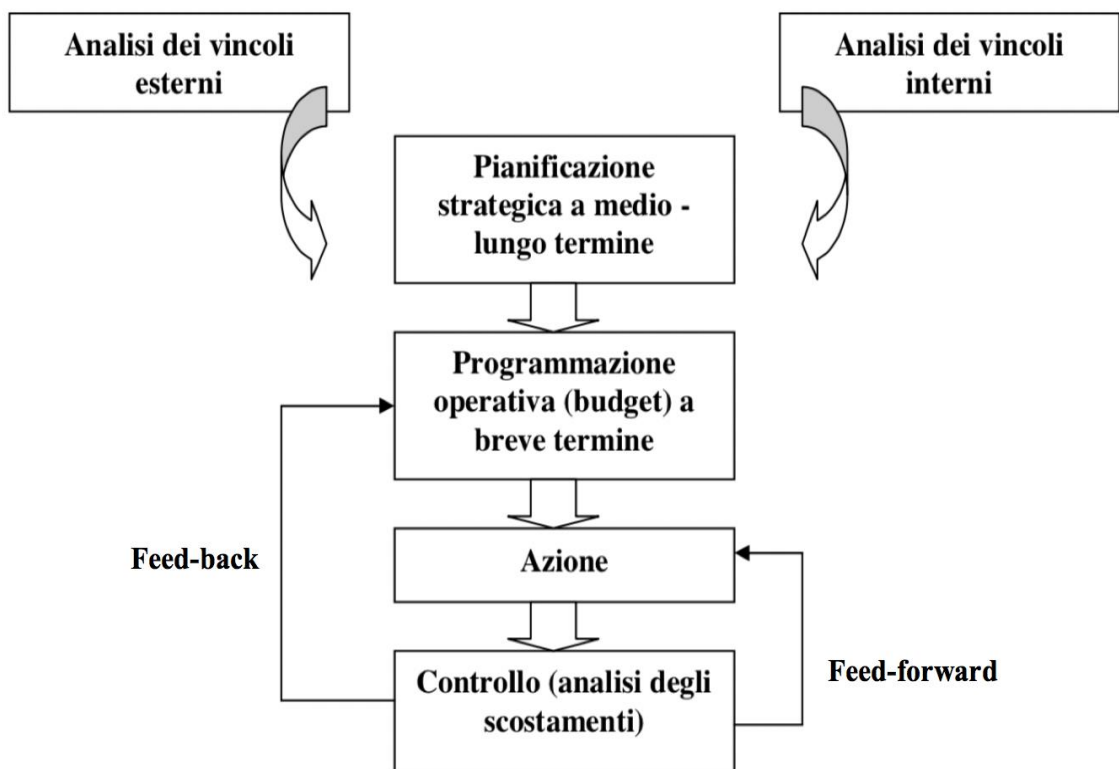 Analisi dei vincoli
esterni
Analisi dei vincoli
interni
Pianificazione
strategica a medio -
lungo termine
Programmazione
operativa (budget) a
breve termine
Feed-back
Azione
Feed-forward
Controllo (analisi degli
scostamenti)